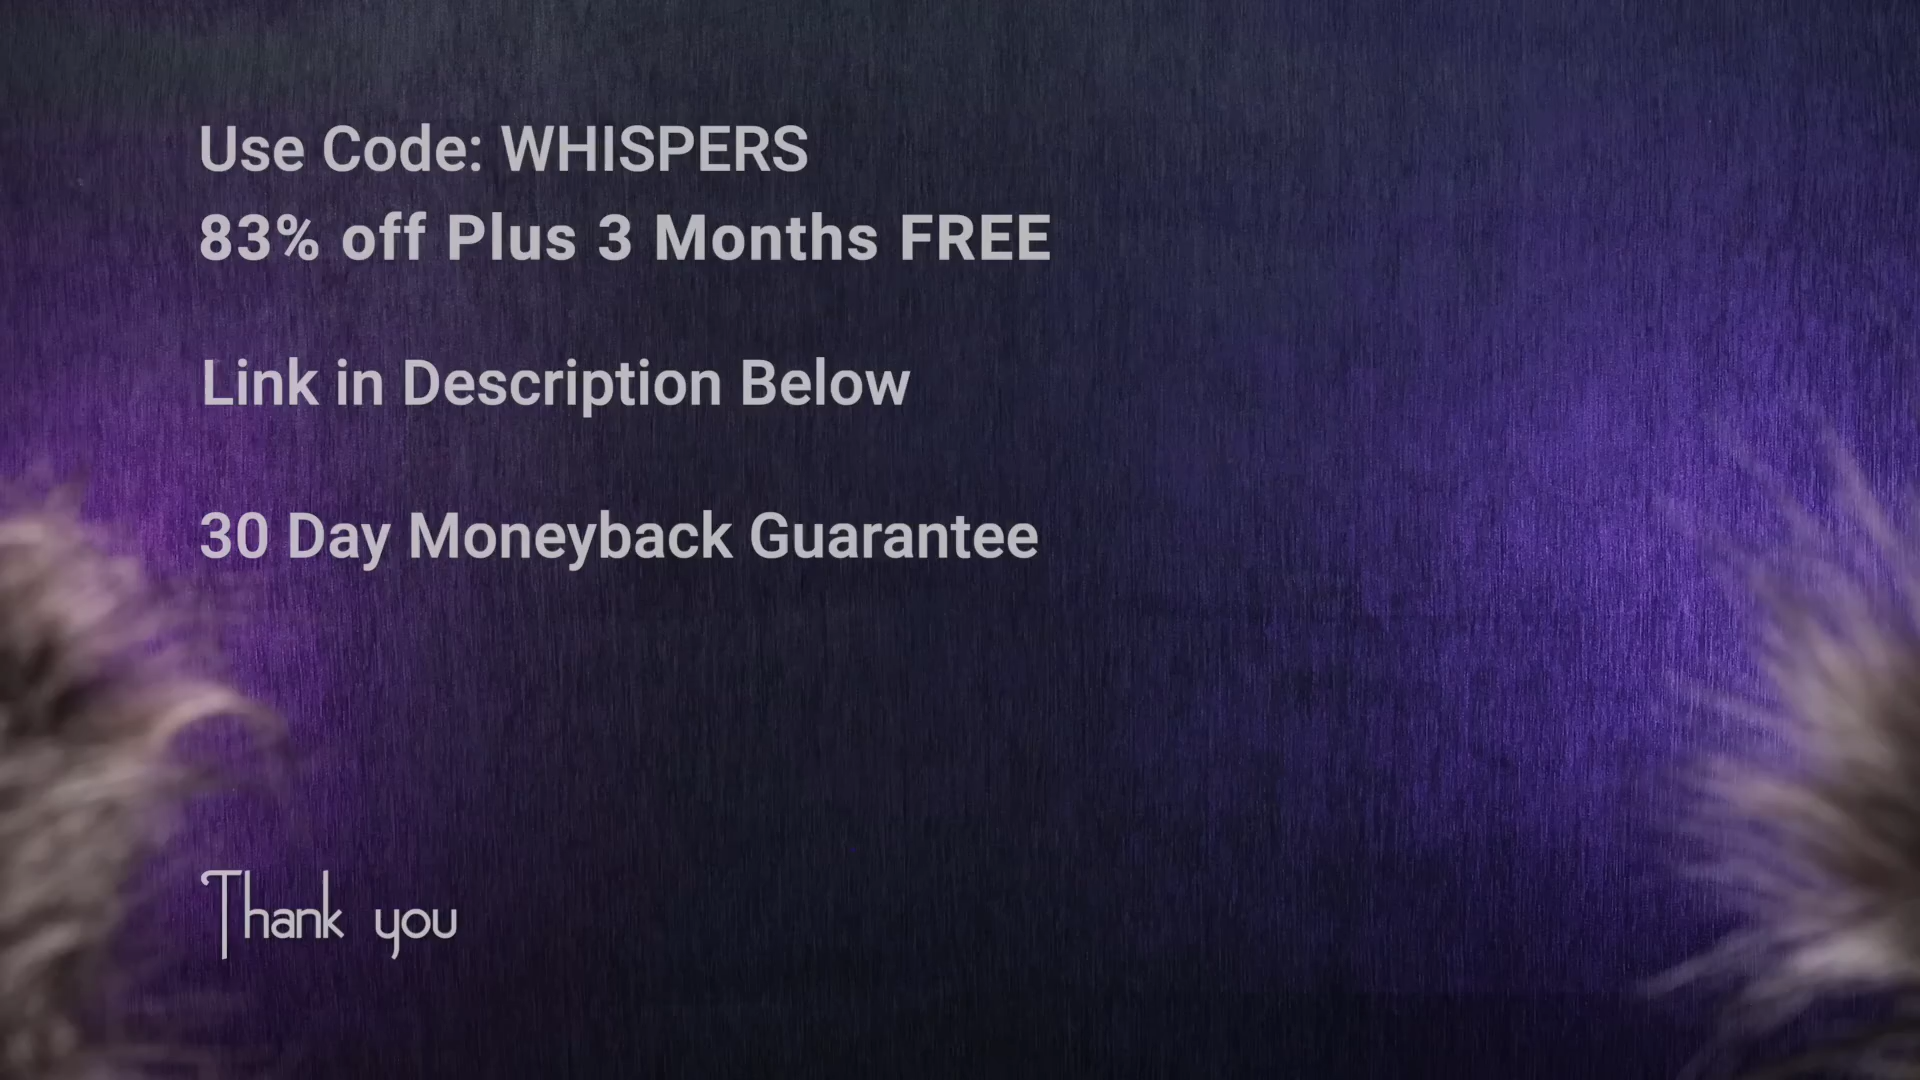 Use Code: WHISPERS
83% off Plus 3 Months FREE
Link in Description Below
30 Day Moneyback Guarantee
Thank you